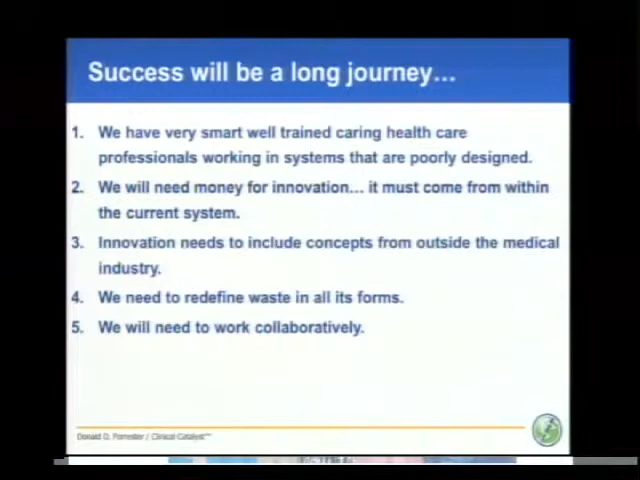 Success will be a long journey…
1. We have very smart well trained caring health care
professionals working in systems that are poorly designed.
2. We will need money for innovation… it must come from within
the current system.
3. Innovation needs to include concepts from outside the medical
industry.
4. We need to redefine waste in all its forms.
5. We will need to work collaboratively.
Donald D. Forrester / Clinical Catalyst™